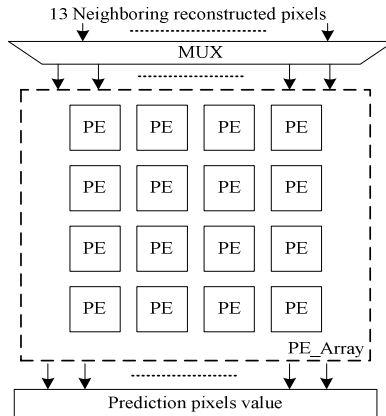 13 Neighboring reconstructed pixels
MUX
PE PE PE PE
PE PE PE PE
PE PE PE PE
PE PE PE PE
PE_Array
Prediction pixels value